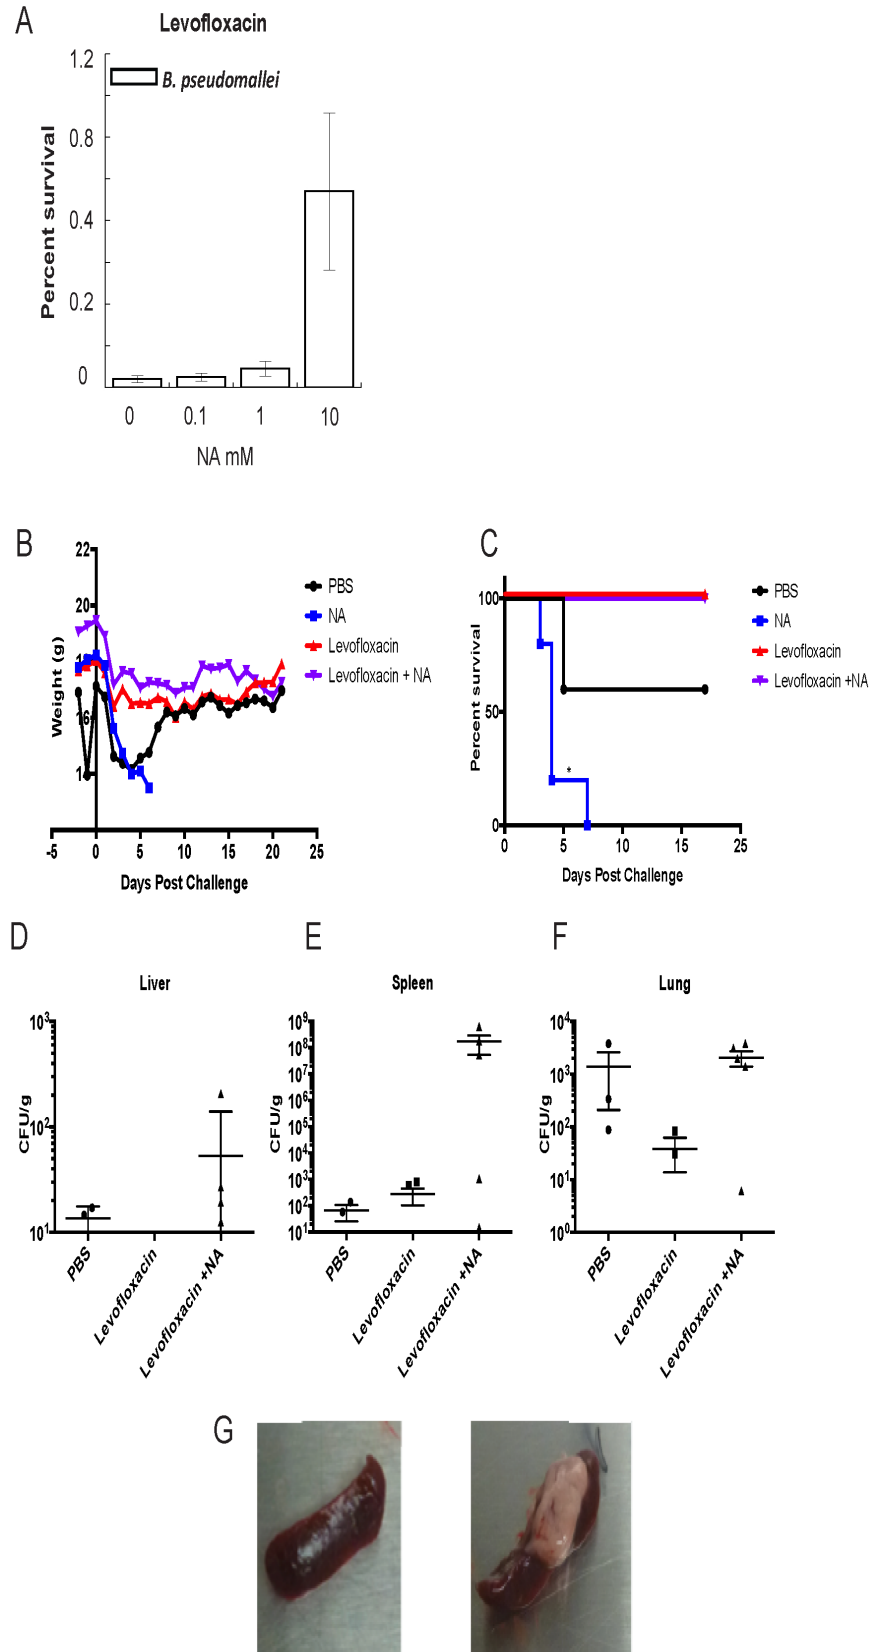 A
Levofloxacin
1.2
B. pseudomallei
0.8
0.4
0.2
0
Percent survival
0 0.1 1 10
NA mM
B
22
20
16
Weight (g)
-5 0 5 10 15 20 25
Days Post Challenge
PBS
NA
Levofloxacin
Levofloxacin + NA
C
100
50
0
Percent survival
*
0 5 10 15 25
Days Post Challenge
PBS
NA
Levofloxacin
Levofloxacin +NA
D
Liver
10³
10²
10¹
CFU/g
PBS
Levofloxacin
Levofloxacin +NA
E
Spleen
10⁹
10⁸
10⁷
10⁶
10⁵
10⁴
10³
10²
10¹
CFU/g
PBS
Levofloxacin
Levofloxacin +NA
F
Lung
10⁴
10³
10²
10¹
10⁰
CFU/g
PBS
Levofloxacin
Levofloxacin +NA
G